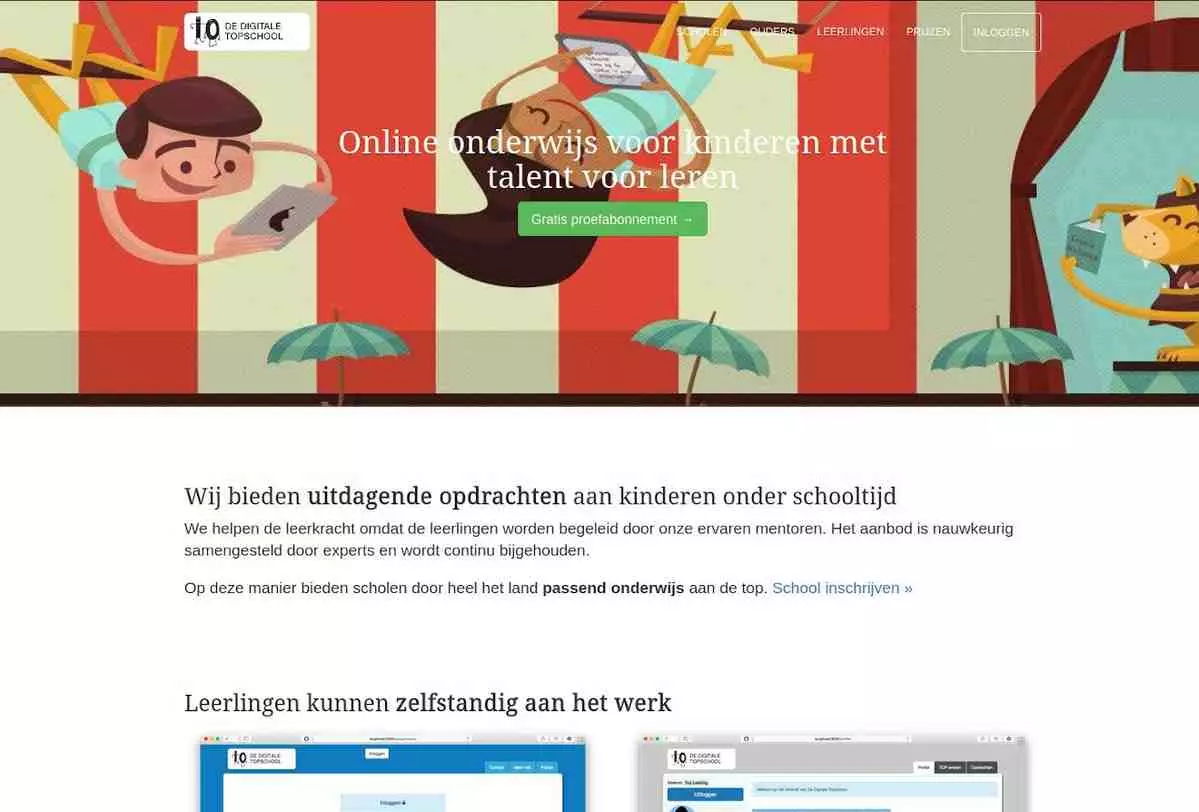 DE DIGITALE
TOPSCHOOL
SCHOLEN OUDERS LEERLINGEN PRIJZEN INLOGGEN
Online onderwijs voor kinderen met
talent voor leren
Gratis proefabonnement →
Wij bieden uitdagende opdrachten aan kinderen onder schooltijd
We helpen de leerkracht omdat de leerlingen worden begeleid door onze ervaren mentoren. Het aanbod is nauwkeurig
samengesteld door experts en wordt continu bijgehouden.
Op deze manier bieden scholen door heel het land passend onderwijs aan de top. School inschrijven »
Leerlingen kunnen zelfstandig aan het werk
DE DIGITALE
TOPSCHOOL
Inloggen
Inloggen
DE DIGITALE
TOPSCHOOL
Uitloggen